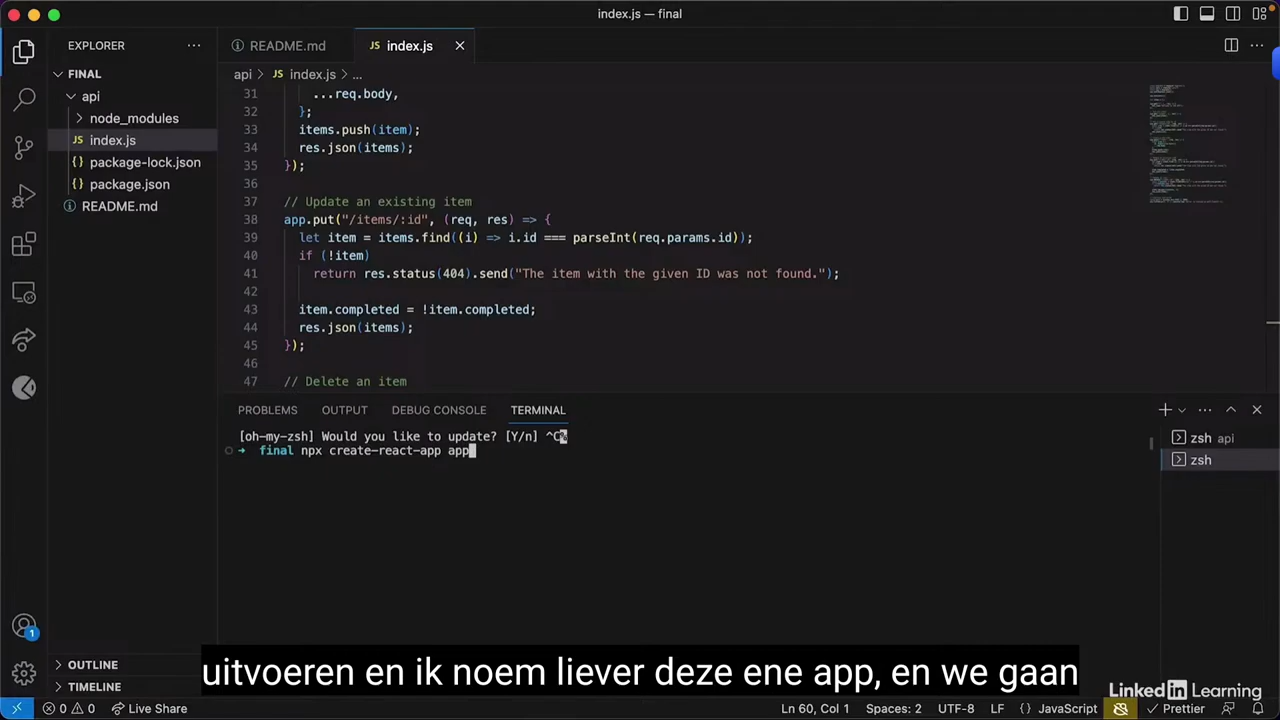 index.js — final
EXPLORER
README.md
JS index.js
FINAL
api
node_modules
JS index.js
{} package-lock.json
{} package.json
README.md
api > JS index.js > ...
31 ...req.body,
32 };
33 items.push(item);
34 res.json(items);
35 });
36
37 // Update an existing item
38 app.put("/items/:id", (req, res) => {
39 let item = items.find((i) => i.id === parseInt(req.params.id));
40 if (!item)
41 return res.status(404).send("The item with the given ID was not found.");
42
43 item.completed = !item.completed;
44 res.json(items);
45 });
46
47 // Delete an item
PROBLEMS OUTPUT DEBUG CONSOLE TERMINAL
[oh-my-zsh] Would you like to update? [Y/n] ^C%
→ final npx create-react-app app
zsh api
zsh
1
OUTLINE
TIMELINE
uitvoeren en ik noem liever deze ene app, en we gaan
LinkedIn Learning
0 0 Live Share Ln 60, Col 1 Spaces: 2 UTF-8 LF {} JavaScript Prettier